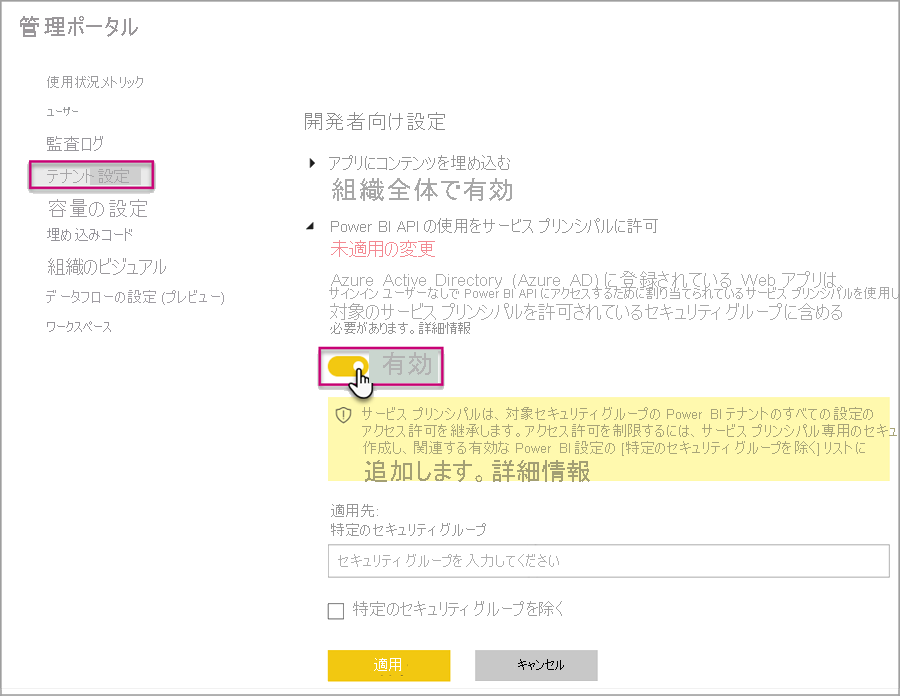 管理ポータル
使用状況メトリック
ユーザー
監査ログ
テナント設定
容量の設定
埋め込みコード
組織のビジュアル
データフローの設定 (プレビュー)
ワークスペース
開発者向け設定
アプリにコンテンツを埋め込む
組織全体で有効
Power BI API の使用をサービス プリンシパルに許可
未適用の変更
Azure Active Directory (Azure AD) に登録されている Web アプリは、
サインイン ユーザーなしで Power BI API にアクセスするために割り当てられているサービス プリンシパルを使用し
対象のサービス プリンシパルを許可されているセキュリティ グループに含める
必要があります。詳細情報
有効
サービス プリンシパルは、対象セキュリティ グループの Power BI テナントのすべての設定の
アクセス許可を継承します。アクセス許可を制限するには、サービス プリンシパル専用のセキュ
作成し、関連する有効な Power BI 設定の [特定のセキュリティ グループを除く] リストに
追加します。詳細情報
適用先:
特定のセキュリティ グループ
セキュリティ グループを入力してください
特定のセキュリティ グループを除く
適用
キャンセル